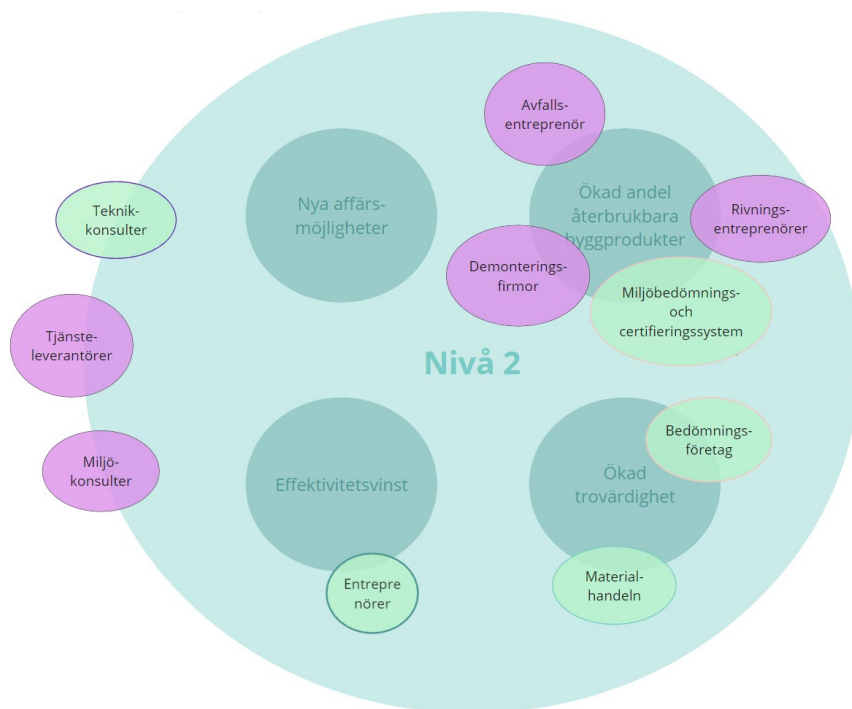 Avfalls-
entreprenör
Nya affärs-
möjligheter
Ökad andel
återbrukbara
byggprodukter
Teknik-
konsulter
Rivnings-
entreprenörer
Demonterings-
firmor
Miljöbedömnings-
och
certifieringssystem
Tjänste-
leverantörer
Nivå 2
Miljö-
konsulter
Effektivitetsvinst
Bedömnings-
företag
Ökad
trovärdighet
Entrepre
nörer
Material-
handeln